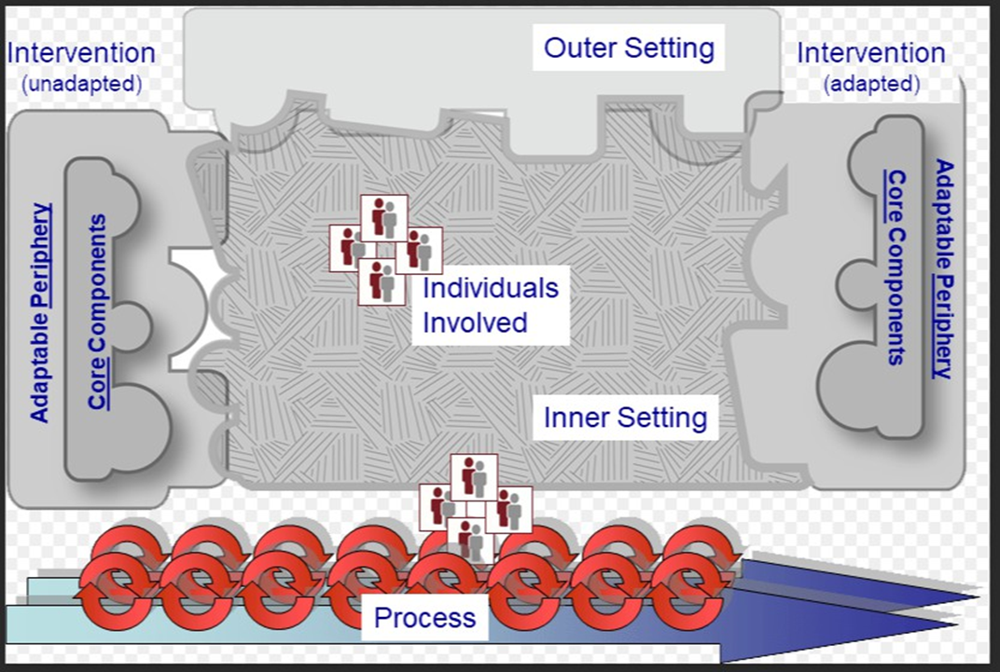 Outer Setting
Intervention
(unadapted)
Intervention
(adapted)
Adaptable Periphery
Core Components
Core Components
Adaptable Periphery
Individuals
Involved
Inner Setting
Process